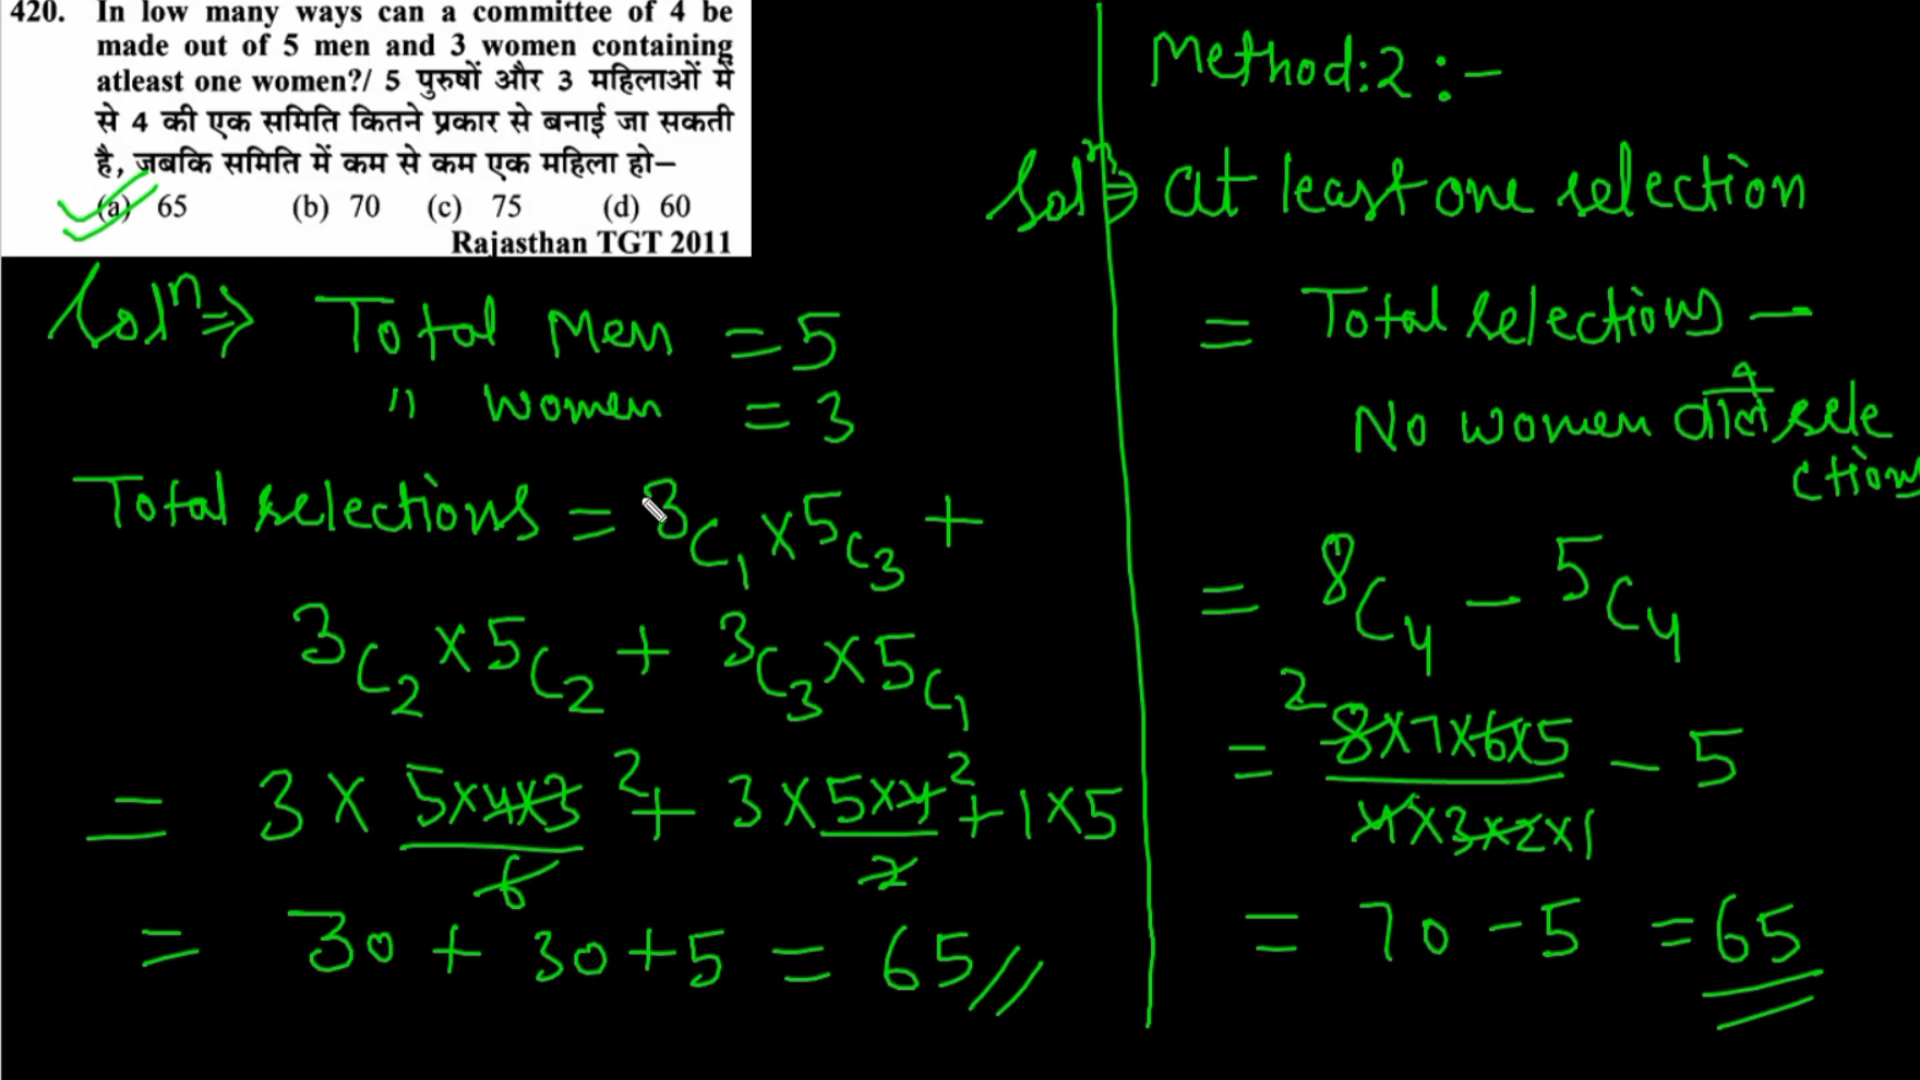 420. In low many ways can a committee of 4 be
made out of 5 men and 3 women containing
atleast one women?/ 5 पुरुषों और 3 महिलाओं में
से 4 की एक समिति कितने प्रकार से बनाई जा सकती
है, जबकि समिति में कम से कम एक महिला हो–
(a) 65 (b) 70 (c) 75 (d) 60
Rajasthan TGT 2011
Solⁿ ⇒ Total Men = 5
" women = 3
Total selections = 3C₁ × 5C₃ +
3C₂ × 5C₂ + 3C₃ × 5C₁
= 3 × 5×4×3/6 2 + 3 × 5×4/2 2 + 1 × 5
= 30 + 30 + 5 = 65 //
Method:2 :-
Solⁿ ⇒ at least one selection
= Total selections –
No women वाले selections
= 8C₄ – 5C₄
= 2 8×7×6×5/4×3×2×1 – 5
= 70 – 5 = 65